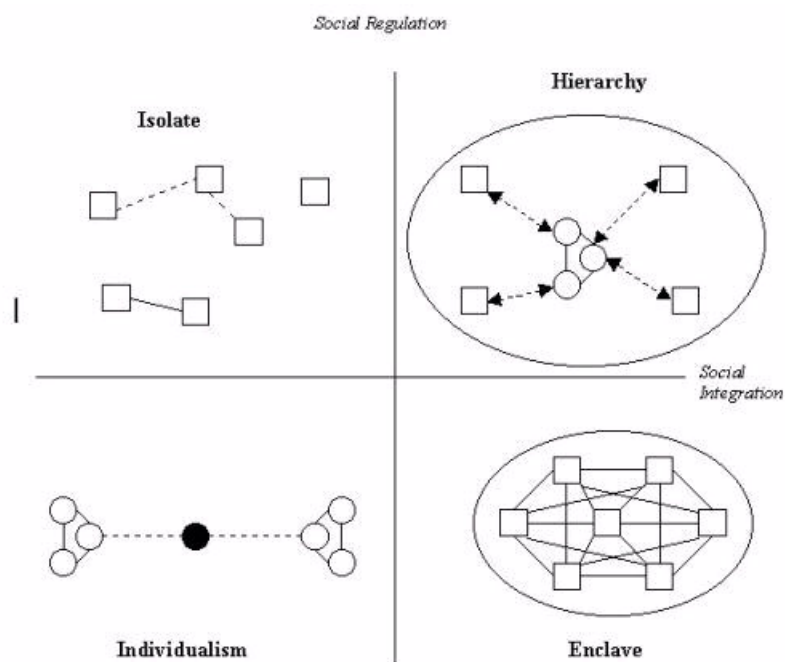 Social Regulation
Hierarchy
Isolate
Social
Integration
Individualism
Enclave